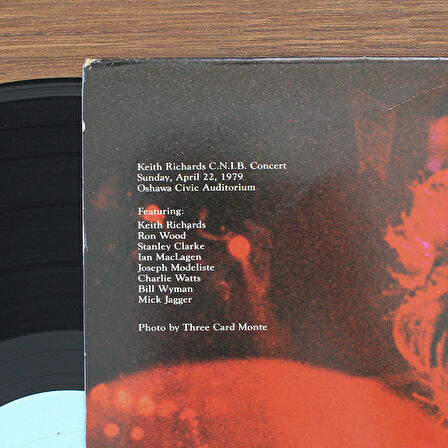 Keith Richards C.N.I.B. Concert
Sunday, April 22, 1979
Oshawa Civic Auditorium
Featuring:
Keith Richards
Ron Wood
Stanley Clarke
Ian MacLagen
Joseph Modeliste
Charlie Watts
Bill Wyman
Mick Jagger
Photo by Three Card Monte